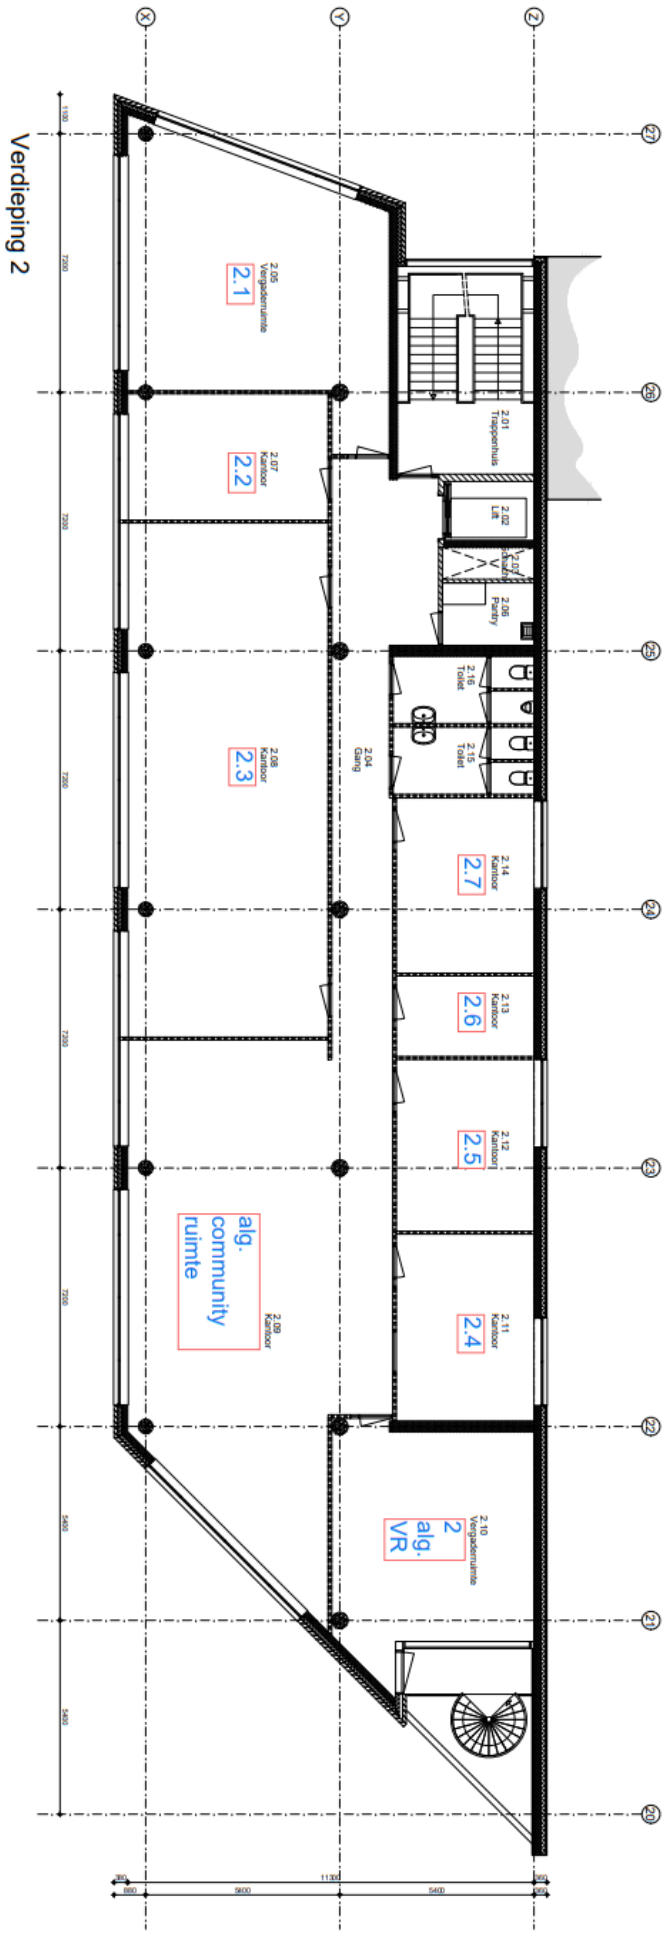 Verdieping 2
X
Y
Z
27
26
25
24
23
22
21
20
1100
7200
7200
7200
7200
7200
5400
5400
2.05
Vergaderruimte
2.1
2.01
Trappenhuis
2.07
Kantoor
2.2
2.02
Lift
2.03
2.06
Pantry
2.16
Toilet
2.15
Toilet
2.04
Gang
2.08
Kantoor
2.3
2.14
Kantoor
2.7
2.13
Kantoor
2.6
2.12
Kantoor
2.5
2.11
Kantoor
2.4
2.09
Kantoor
alg.
community
ruimte
2.10
Vergaderruimte
2
alg.
VR
5400